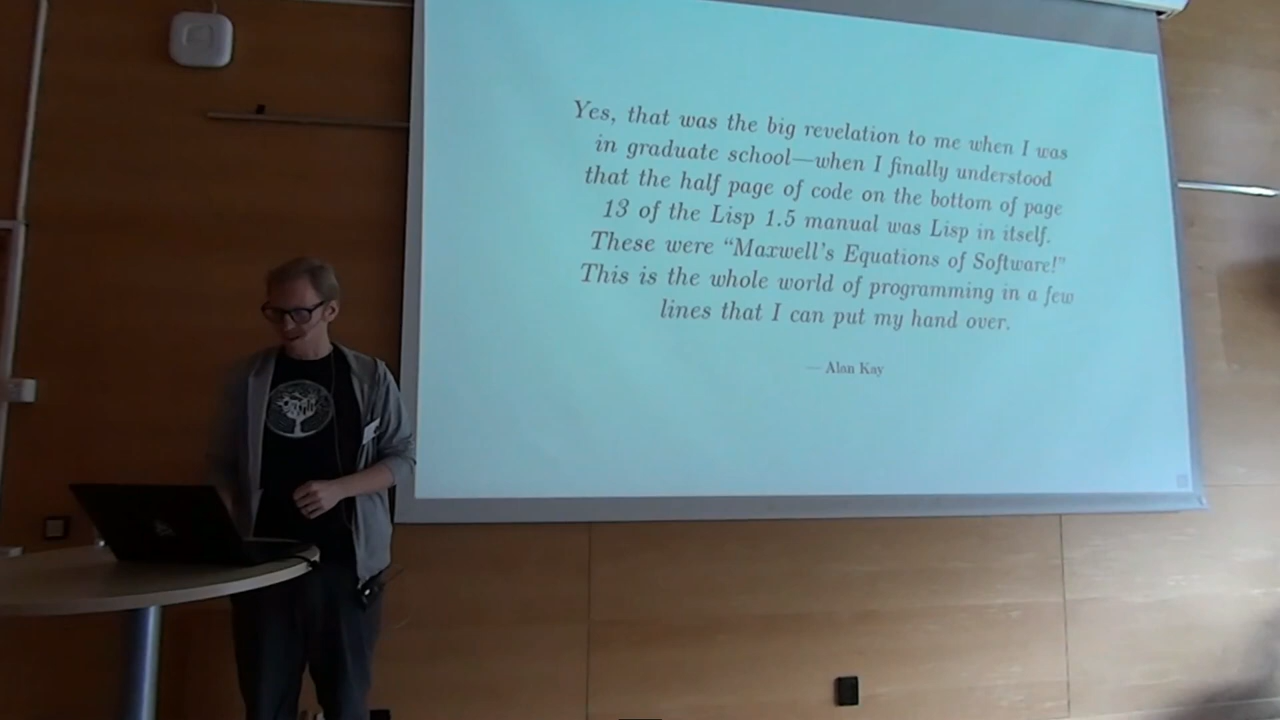 Yes, that was the big revelation to me when I was
in graduate school—when I finally understood
that the half page of code on the bottom of page
13 of the Lisp 1.5 manual was Lisp in itself.
These were “Maxwell’s Equations of Software!”
This is the whole world of programming in a few
lines that I can put my hand over.
— Alan Kay